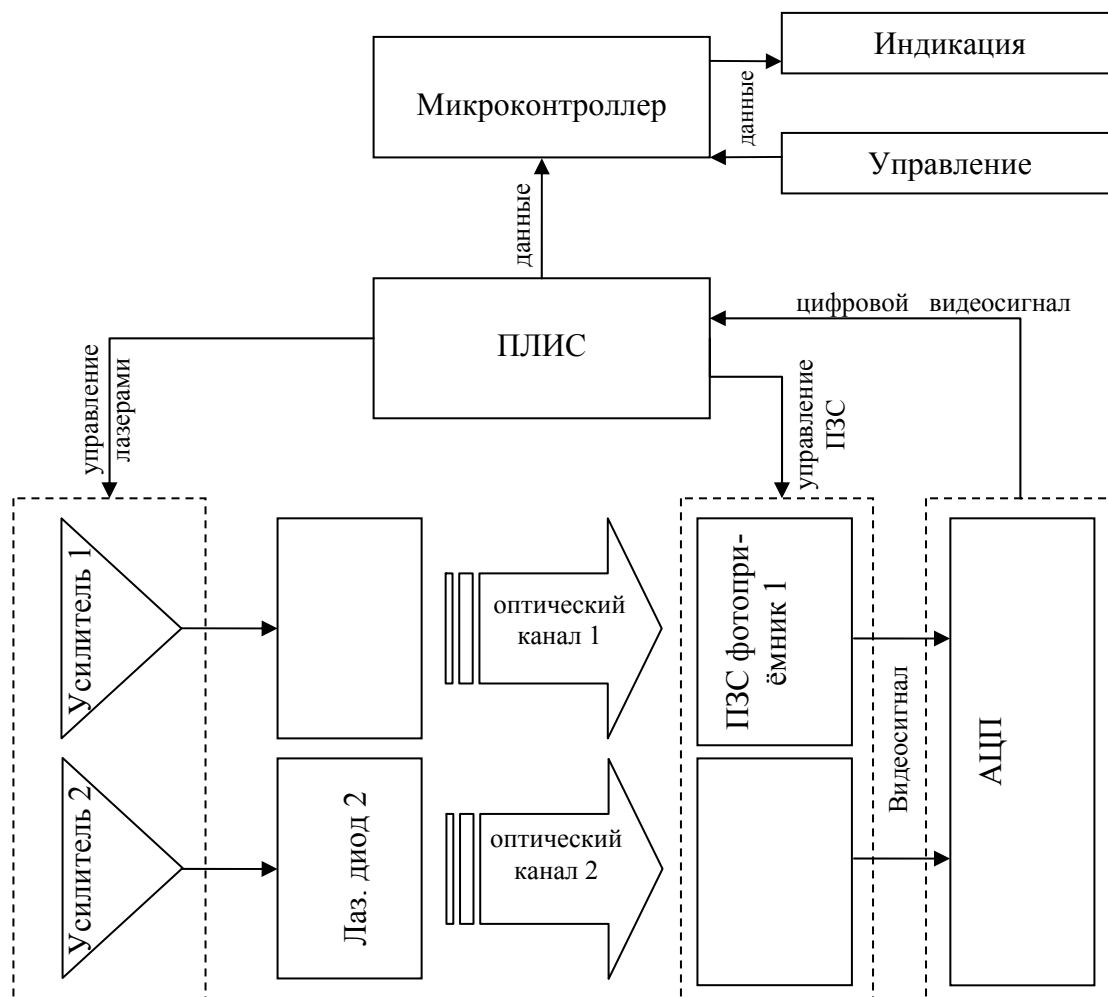 Индикация
Микроконтроллер
данные
Управление
данные
ПЛИС
цифровой видеосигнал
управление
лазерами
управление
ПЗС
Усилитель 1
оптический
канал 1
ПЗС фотопри-
ёмник 1
Видеосигнал
АЦП
Усилитель 2
Лаз. диод 2
оптический
канал 2